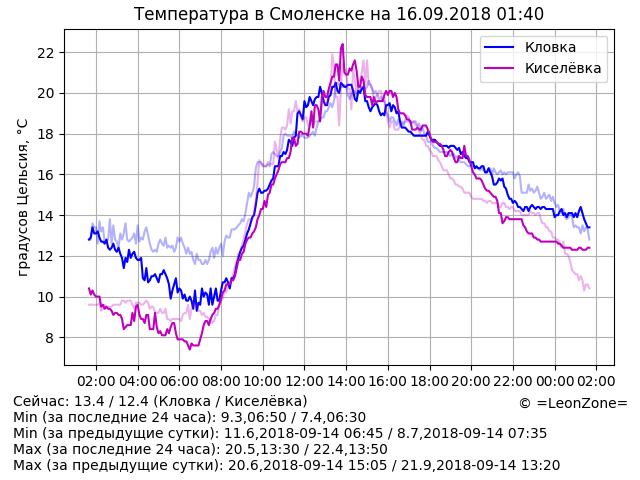 Температура в Смоленске на 16.09.2018 01:40
градусов Цельсия, °C
22
20
18
16
14
12
10
8
Кловка
Киселёвка
02:00 04:00 06:00 08:00 10:00 12:00 14:00 16:00 18:00 20:00 22:00 00:00 02:00
Сейчас: 13.4 / 12.4 (Кловка / Киселёвка)
© =LeonZone=
Min (за последние 24 часа): 9.3,06:50 / 7.4,06:30
Min (за предыдущие сутки): 11.6,2018-09-14 06:45 / 8.7,2018-09-14 07:35
Max (за последние 24 часа): 20.5,13:30 / 22.4,13:50
Max (за предыдущие сутки): 20.6,2018-09-14 15:05 / 21.9,2018-09-14 13:20